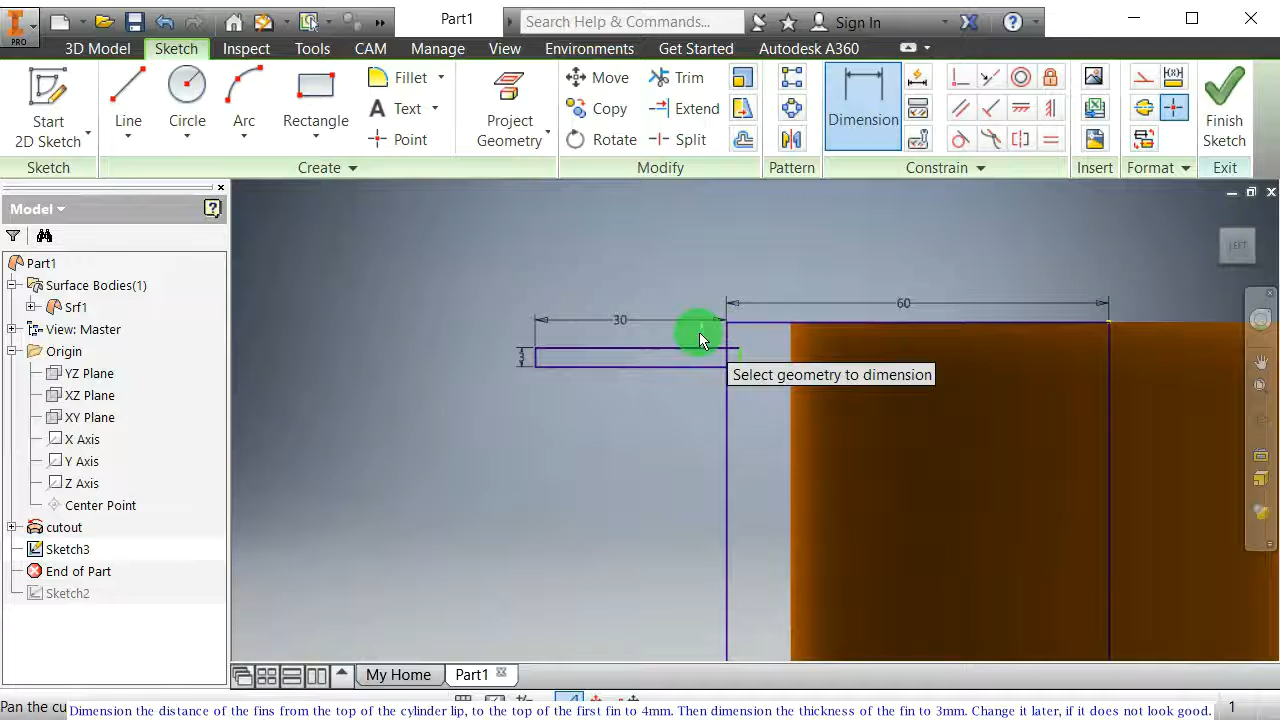 Part1
Search Help & Commands...
Sign In
PRO
3D Model
Sketch
Inspect
Tools
CAM
Manage
View
Environments
Get Started
Autodesk A360
Start
2D Sketch
Line
Circle
Arc
Rectangle
Fillet
Text
Point
Project
Geometry
Move
Copy
Rotate
Trim
Extend
Split
Dimension
Finish
Sketch
Sketch
Create
Modify
Pattern
Constrain
Insert
Format
Exit
Model
Part1
Surface Bodies(1)
Srf1
View: Master
Origin
YZ Plane
XZ Plane
XY Plane
X Axis
Y Axis
Z Axis
Center Point
cutout
Sketch3
End of Part
Sketch2
LEFT
60
30
3
Select geometry to dimension
My Home
Part1
Pan the cu
1
Dimension the distance of the fins from the top of the cylinder lip, to the top of the first fin to 4mm. Then dimension the thickness of the fin to 3mm. Change it later, if it does not look good.